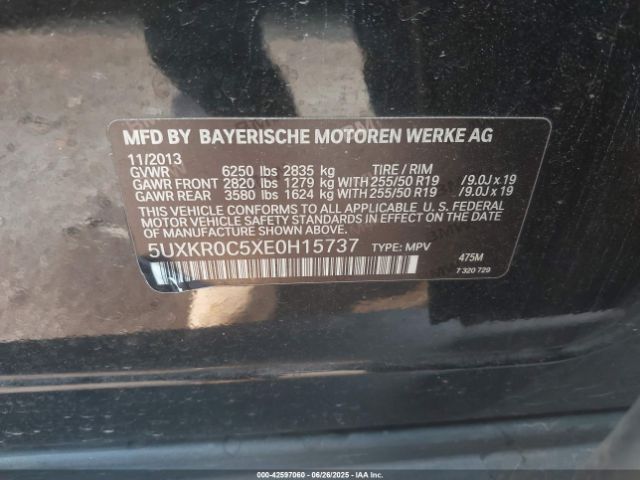 MFD BY BAYERISCHE MOTOREN WERKE AG
11/2013
GVWR 6250 lbs 2835 kg TIRE / RIM
GAWR FRONT 2820 lbs 1279 kg WITH 255/50 R19 /9.0J x 19
GAWR REAR 3580 lbs 1624 kg WITH 255/50 R19 /9.0J x 19
THIS VEHICLE CONFORMS TO ALL APPLICABLE U. S. FEDERAL
MOTOR VEHICLE SAFETY STANDARDS IN EFFECT ON THE DATE
OF MANUFACTURE SHOWN ABOVE.
5UXKR0C5XE0H15737 TYPE: MPV
475M
7 320 729
000-42597060 - 06/26/2025 - IAAI - Copart